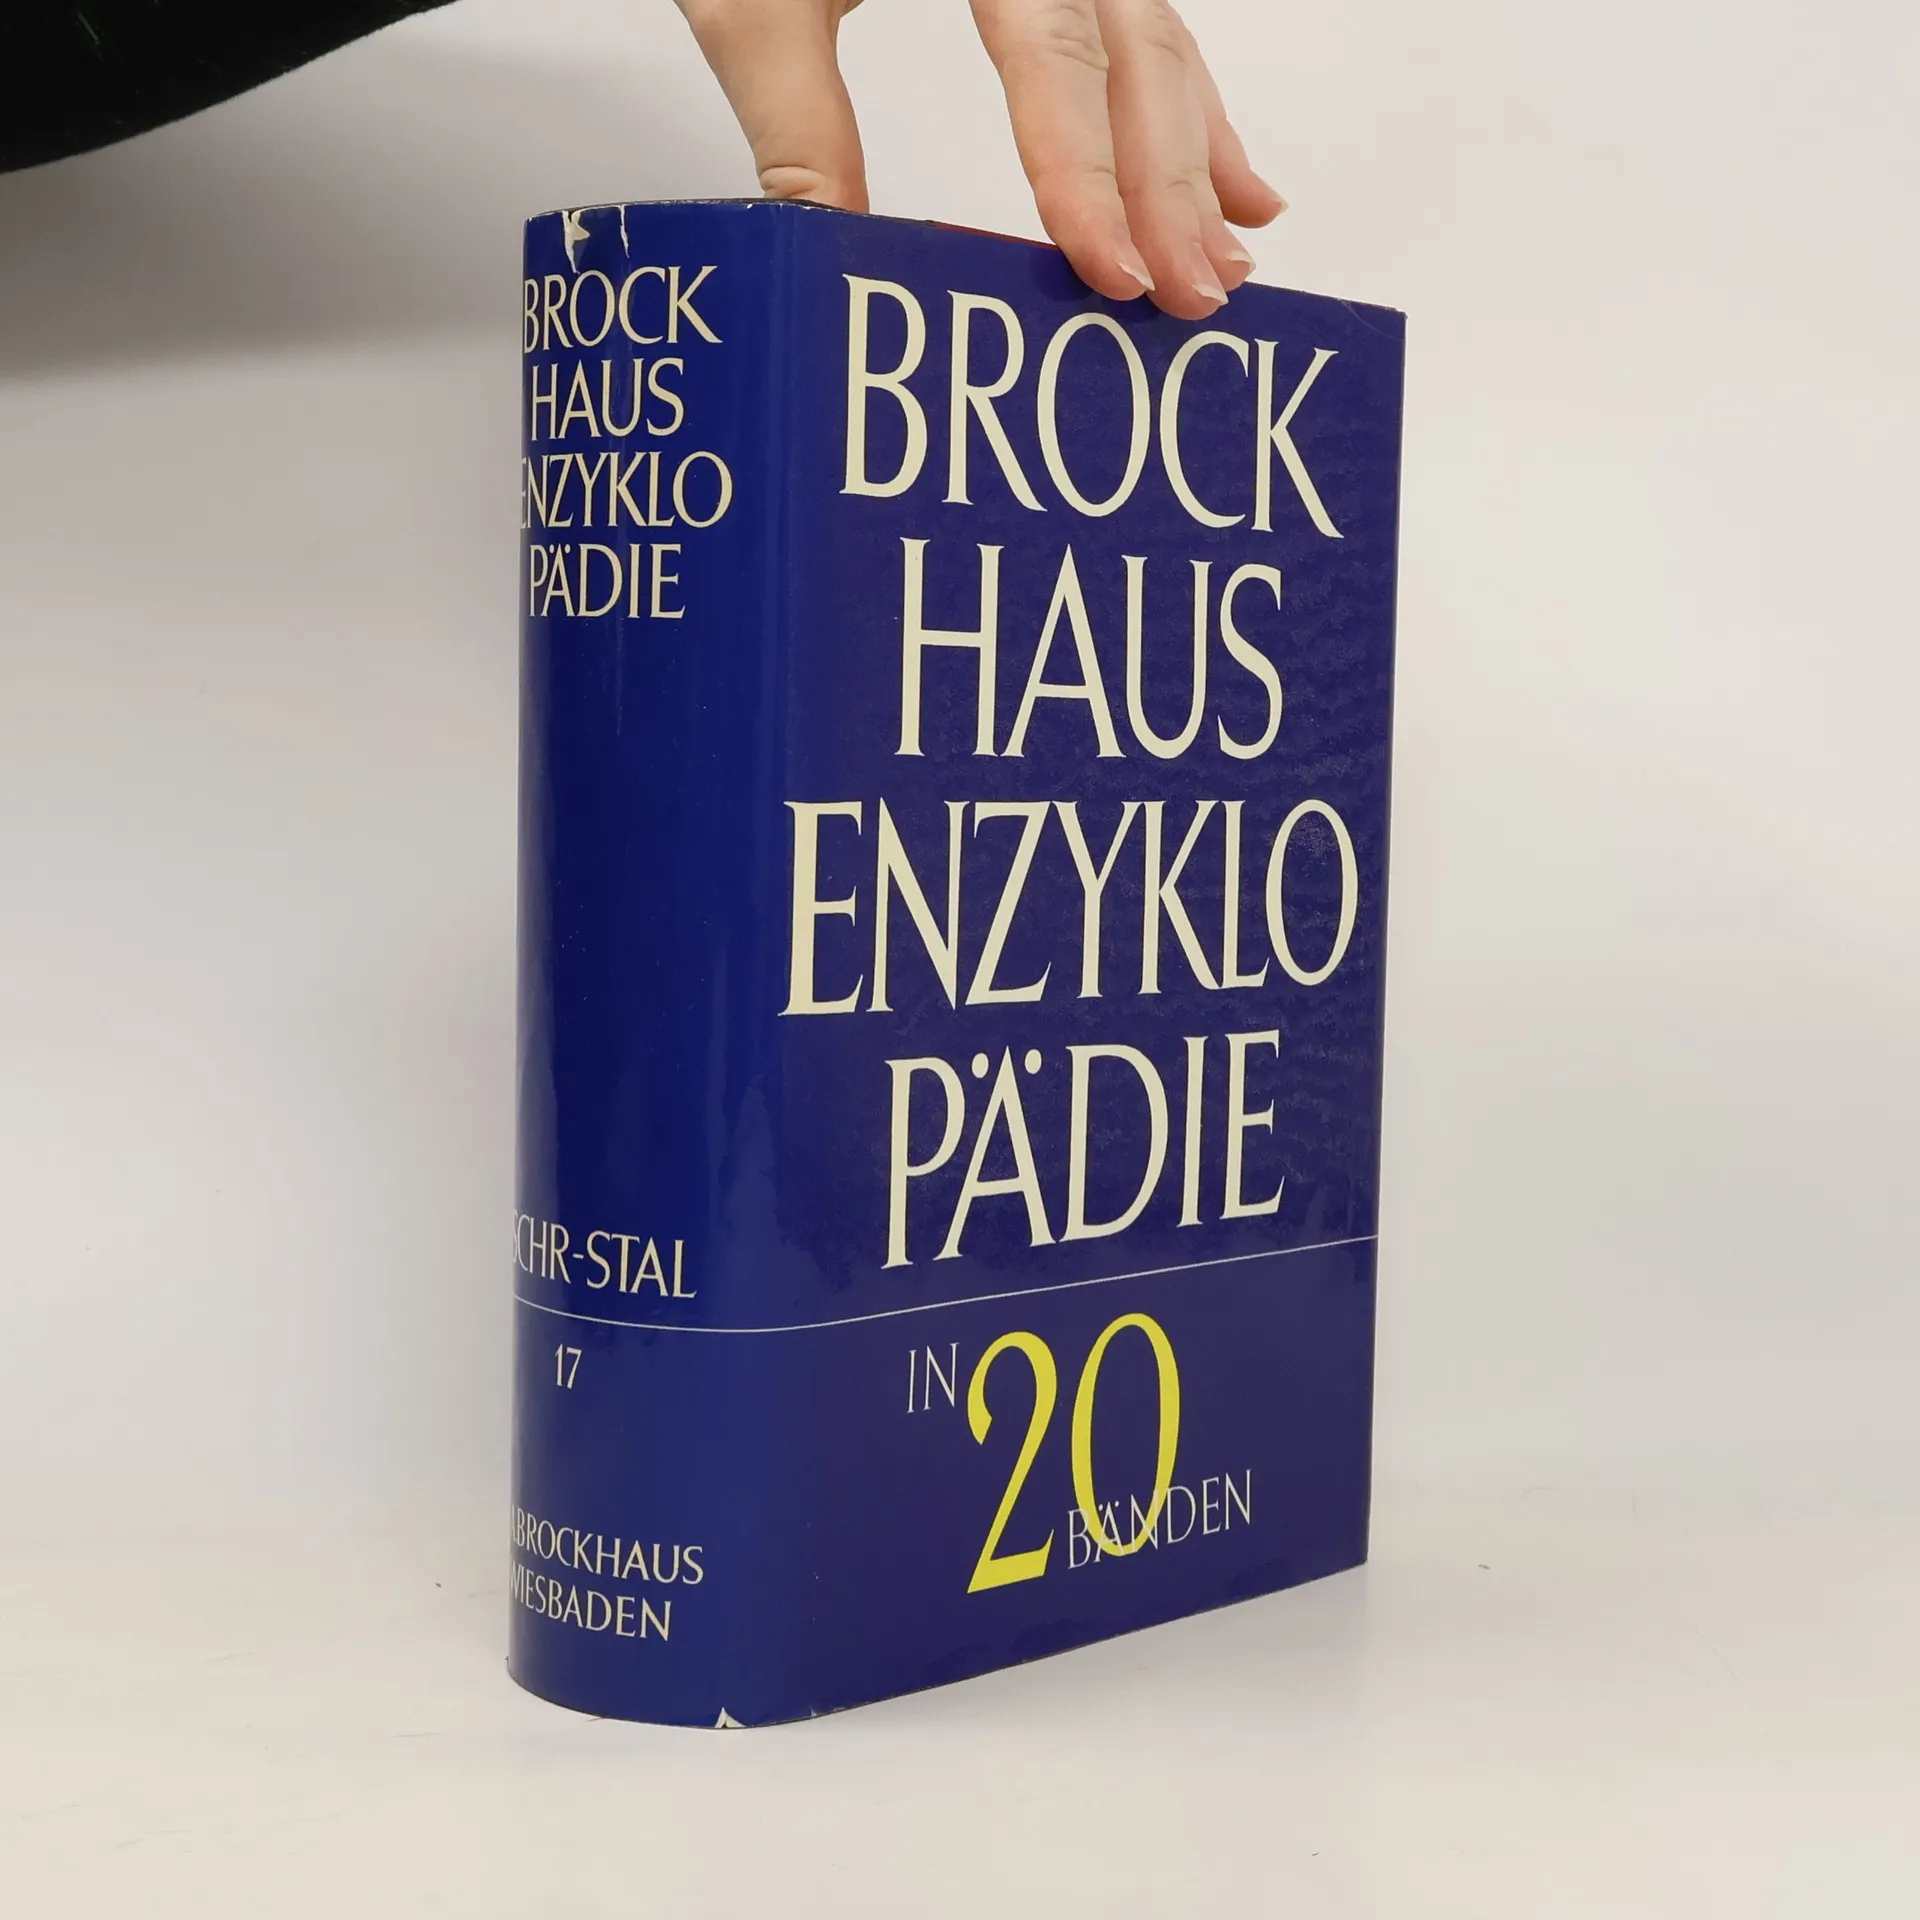 BROCK
HAUS
ENZYKLO
PÄDIE
SCHR-STAL
17
F.A.BROCKHAUS
WIESBADEN
BROCK
HAUS
ENZYKLO
PÄDIE
IN 20
BÄNDEN